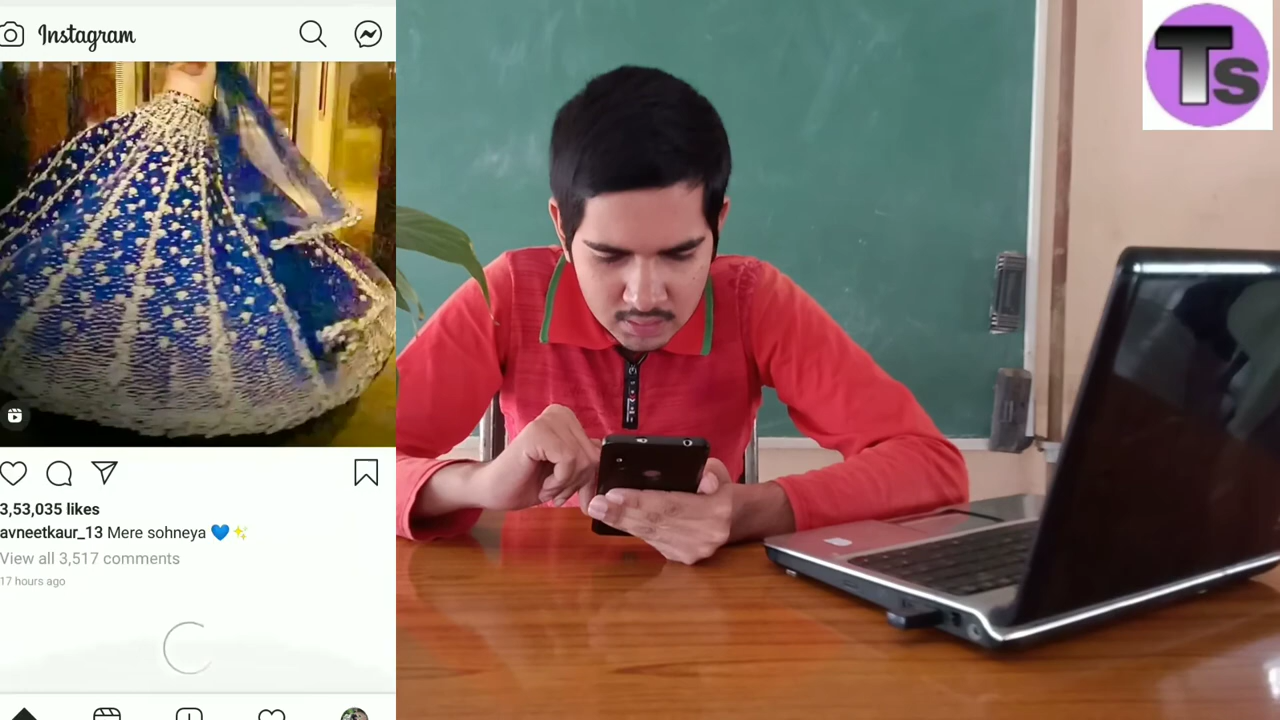 Instagram
3,53,035 likes
avneetkaur_13 Mere sohneya 💙✨
View all 3,517 comments
17 hours ago
Ts